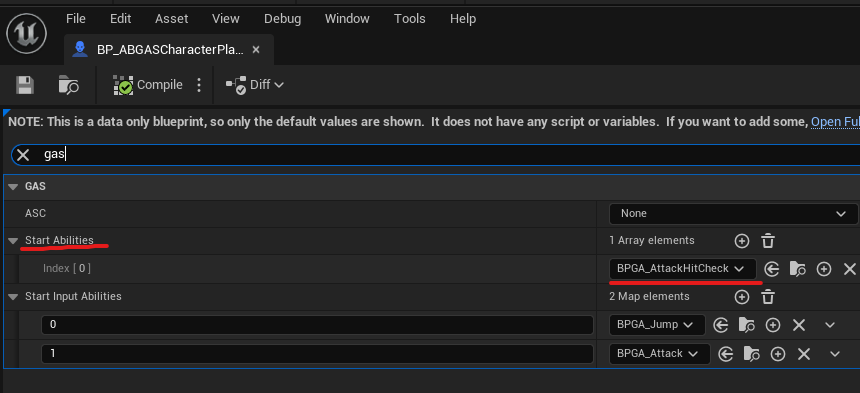 File Edit Asset View Debug Window Tools Help
BP_ABGASCharacterPla... ×
Compile Diff
NOTE: This is a data only blueprint, so only the default values are shown. It does not have any script or variables. If you want to add some, Open Ful
gas
GAS
ASC None
Start Abilities 1 Array elements
Index [ 0 ] BPGA_AttackHitCheck
Start Input Abilities 2 Map elements
0 BPGA_Jump
1 BPGA_Attack